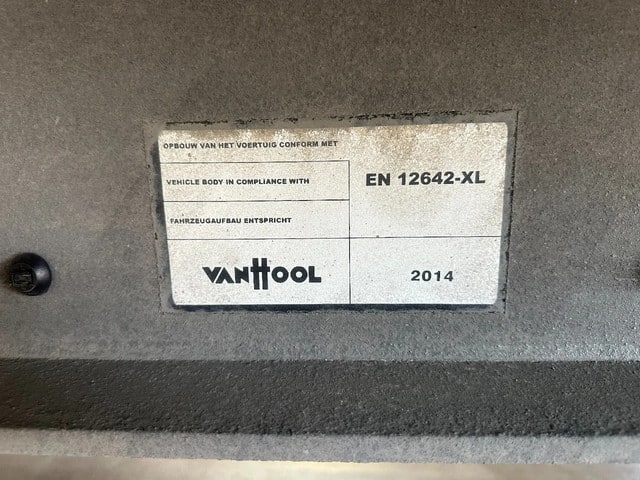 OPBOUW VAN HET VOERTUIG CONFORM MET
VEHICLE BODY IN COMPLIANCE WITH
FAHRZEUGAUFBAU ENTSPRICHT
EN 12642-XL
VANHOOL
2014